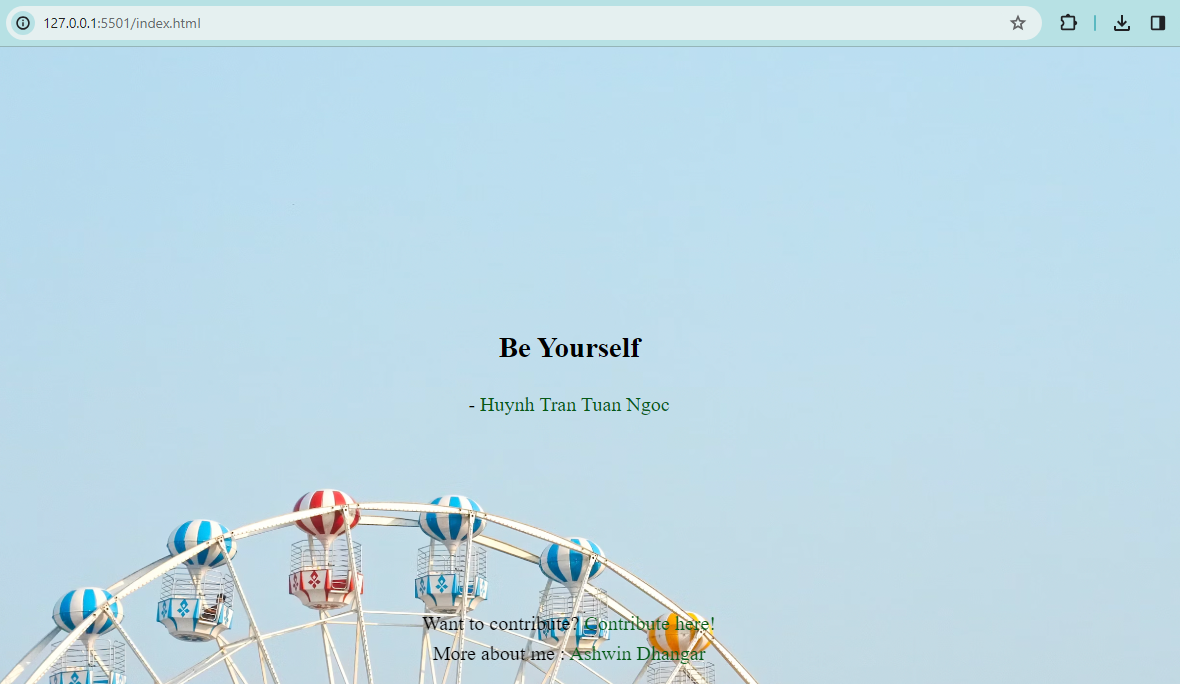 127.0.0.1:5501/index.html
Be Yourself
- Huynh Tran Tuan Ngoc
Want to contribute? Contribute here!
More about me : Ashwin Dhangar